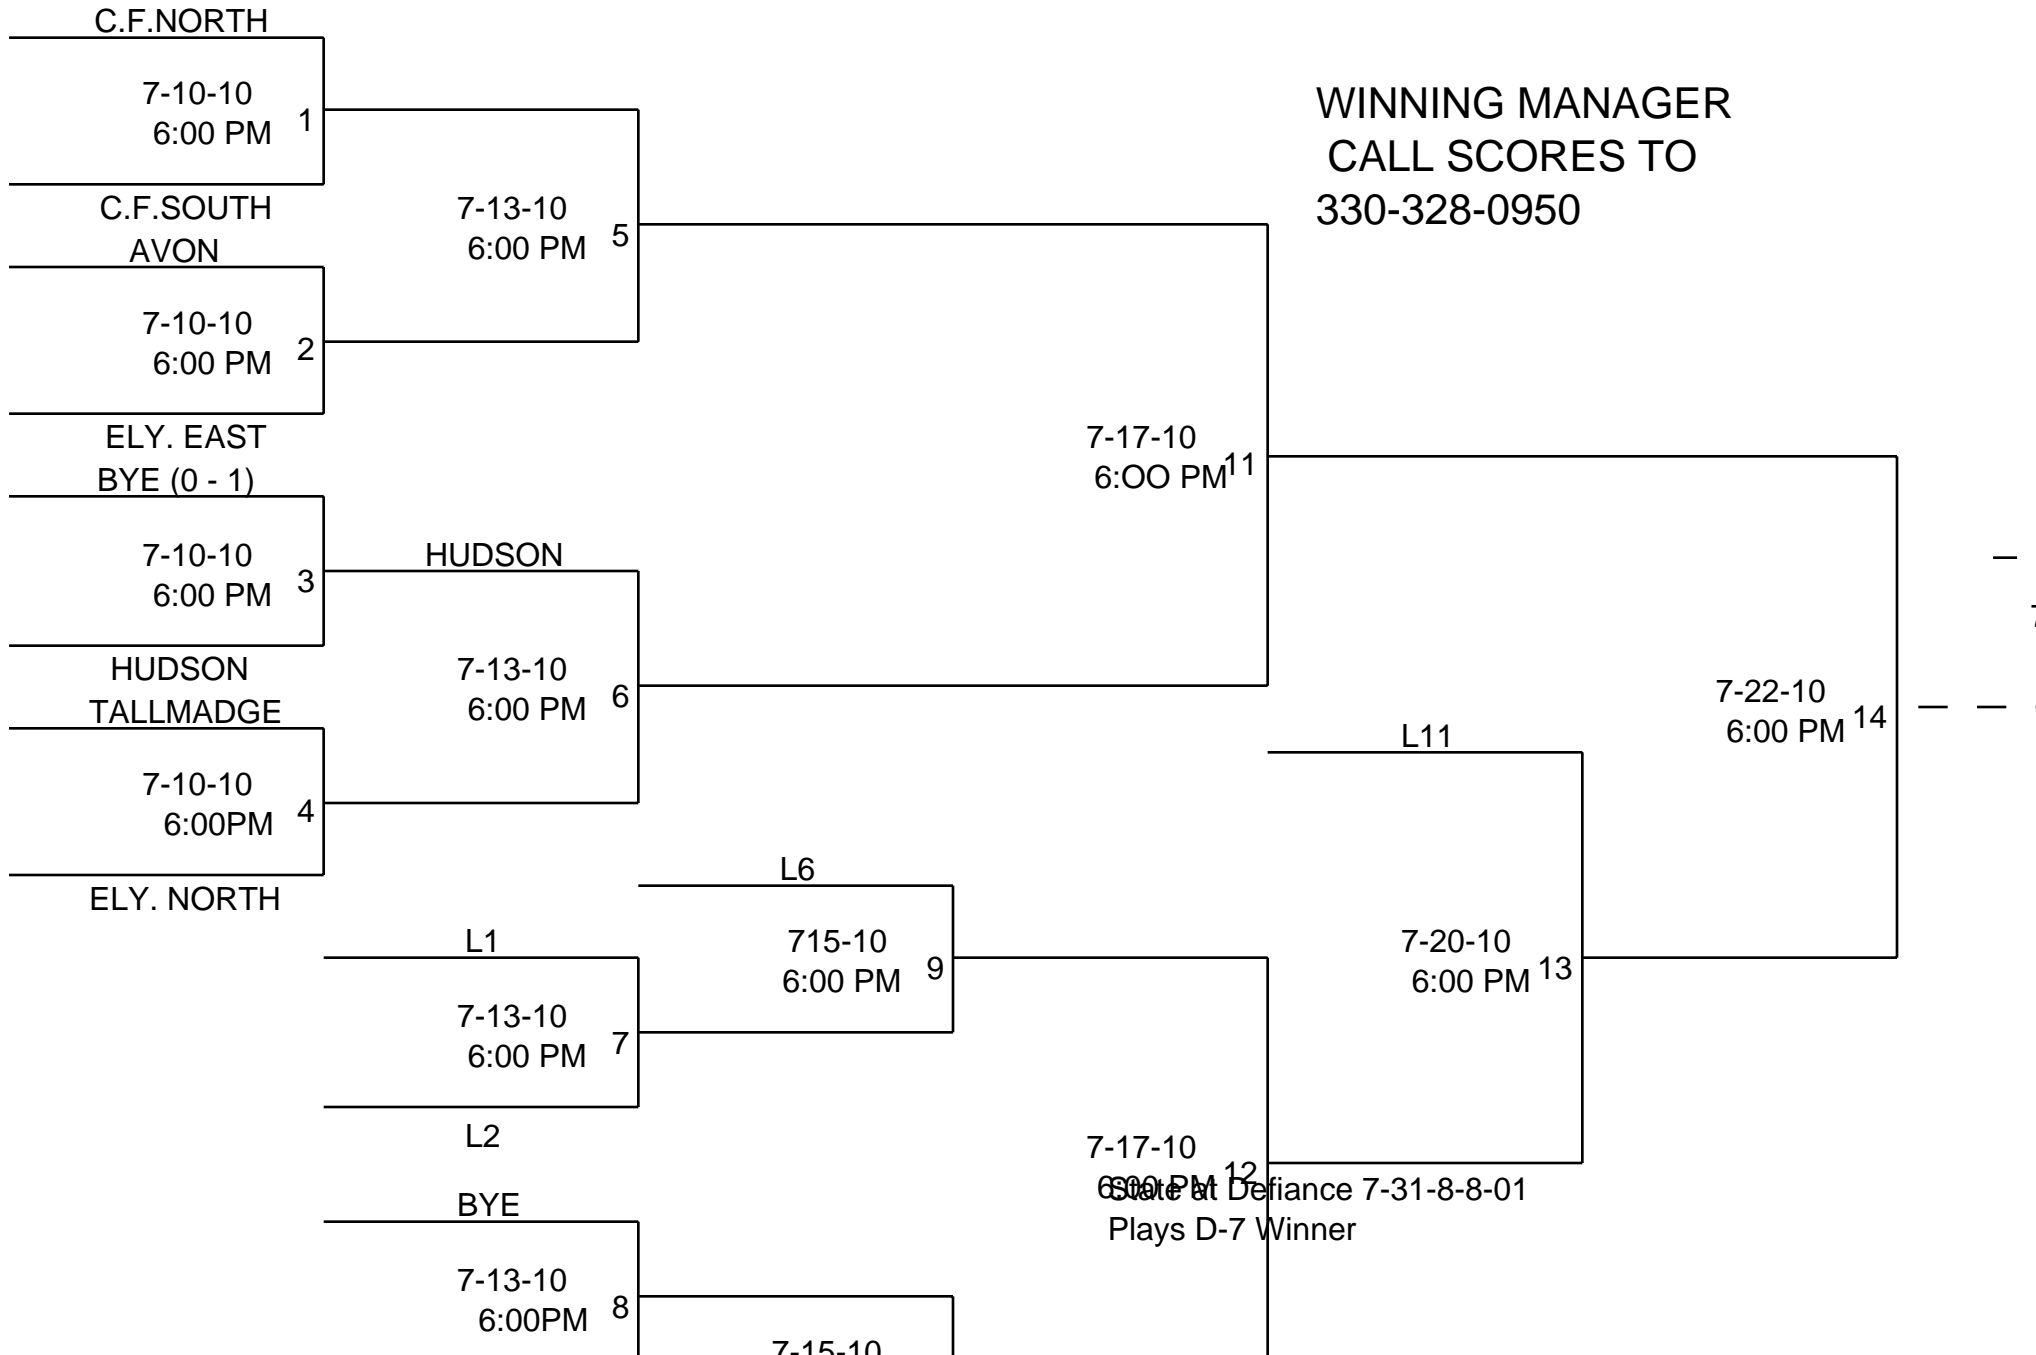 C.F.NORTH
7-10-10
6:00 PM
1
C.F.SOUTH
AVON
7-10-10
6:00 PM
2
ELY. EAST
BYE (0 - 1)
7-10-10
6:00 PM
3
HUDSON
TALLMADGE
7-10-10
6:00PM
4
ELY. NORTH
7-13-10
6:00 PM
5
HUDSON
7-13-10
6:00 PM
6
L1
7-13-10
6:00 PM
7
L2
BYE
7-13-10
6:00PM
8
L6
715-10
6:00 PM
9
7-15-10
WINNING MANAGER
CALL SCORES TO
330-328-0950
7-17-10
6:OO PM
11
7-17-10
6:00 PM
12
State at Defiance 7-31-8-8-01
Plays D-7 Winner
L11
7-20-10
6:00 PM
13
7-22-10
6:00 PM
14